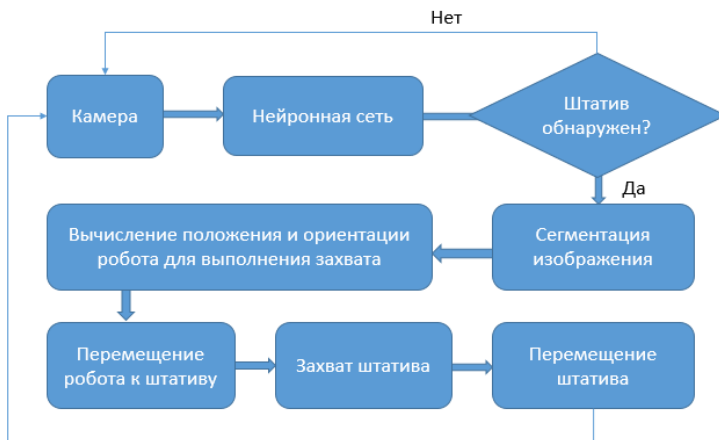 Нет
Камера
Нейронная сеть
Штатив
обнаружен?
Да
Вычисление положения и ориентации
робота для выполнения захвата
Сегментация
изображения
Перемещение
робота к штативу
Захват штатива
Перемещение
штатива